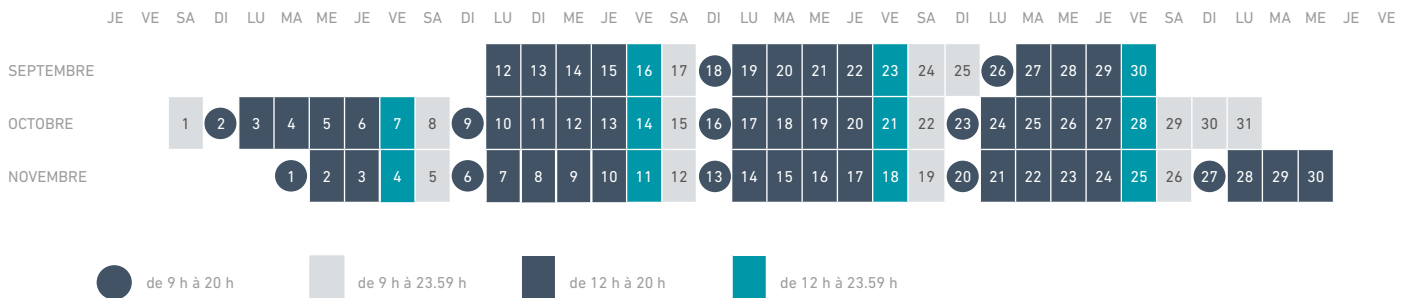 JE VE SA DI LU MA ME JE VE SA DI LU DI ME JE VE SA DI LU MA ME JE VE SA DI LU MA ME JE VE SA DI LU MA ME JE VE
SEPTEMBRE 12 13 14 15 16 17 18 19 20 21 22 23 24 25 26 27 28 29 30
OCTOBRE 1 2 3 4 5 6 7 8 9 10 11 12 13 14 15 16 17 18 19 20 21 22 23 24 25 26 27 28 29 30 31
NOVEMBRE 1 2 3 4 5 6 7 8 9 10 11 12 13 14 15 16 17 18 19 20 21 22 23 24 25 26 27 28 29 30
de 9 h à 20 h de 9 h à 23.59 h de 12 h à 20 h de 12 h à 23.59 h